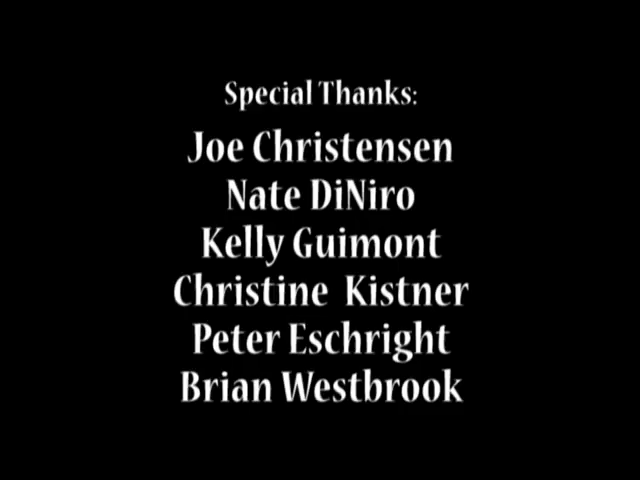 Special Thanks:
Joe Christensen
Nate DiNiro
Kelly Guimont
Christine Kistner
Peter Eschright
Brian Westbrook